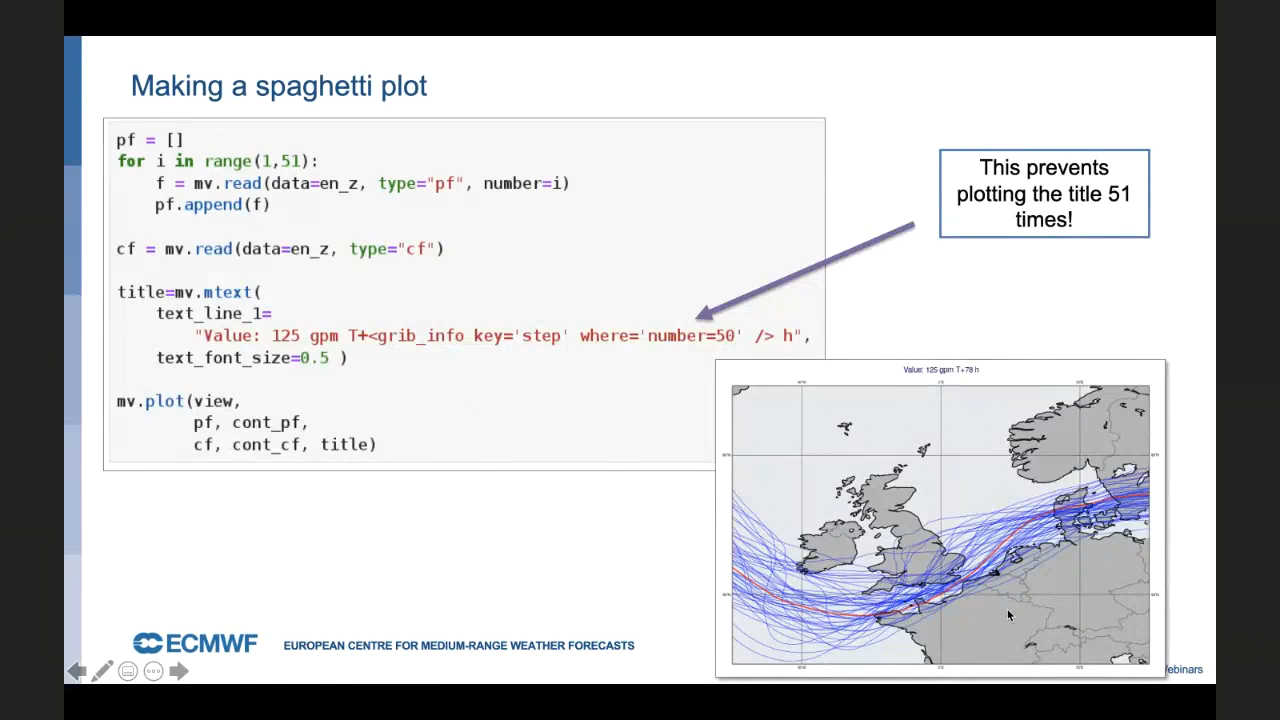 Making a spaghetti plot
pf = []
for i in range(1,51):
    f = mv.read(data=en_z, type="pf", number=i)
    pf.append(f)
cf = mv.read(data=en_z, type="cf")
title=mv.mtext(
    text_line_1=
        "Value: 125 gpm T+<grib_info key='step' where='number=50' /> h",
    text_font_size=0.5 )
mv.plot(view,
        pf, cont_pf,
        cf, cont_cf, title)
This prevents
plotting the title 51
times!
Value: 125 gpm T+78 h
ECMWF
EUROPEAN CENTRE FOR MEDIUM-RANGE WEATHER FORECASTS